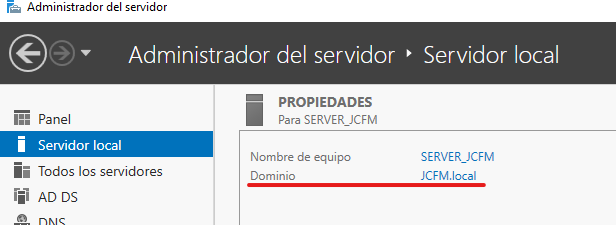 Administrador del servidor
Administrador del servidor • Servidor local
Panel
Servidor local
Todos los servidores
AD DS
DNS
PROPIEDADES
Para SERVER_JCFM
Nombre de equipo SERVER_JCFM
Dominio JCFM.local